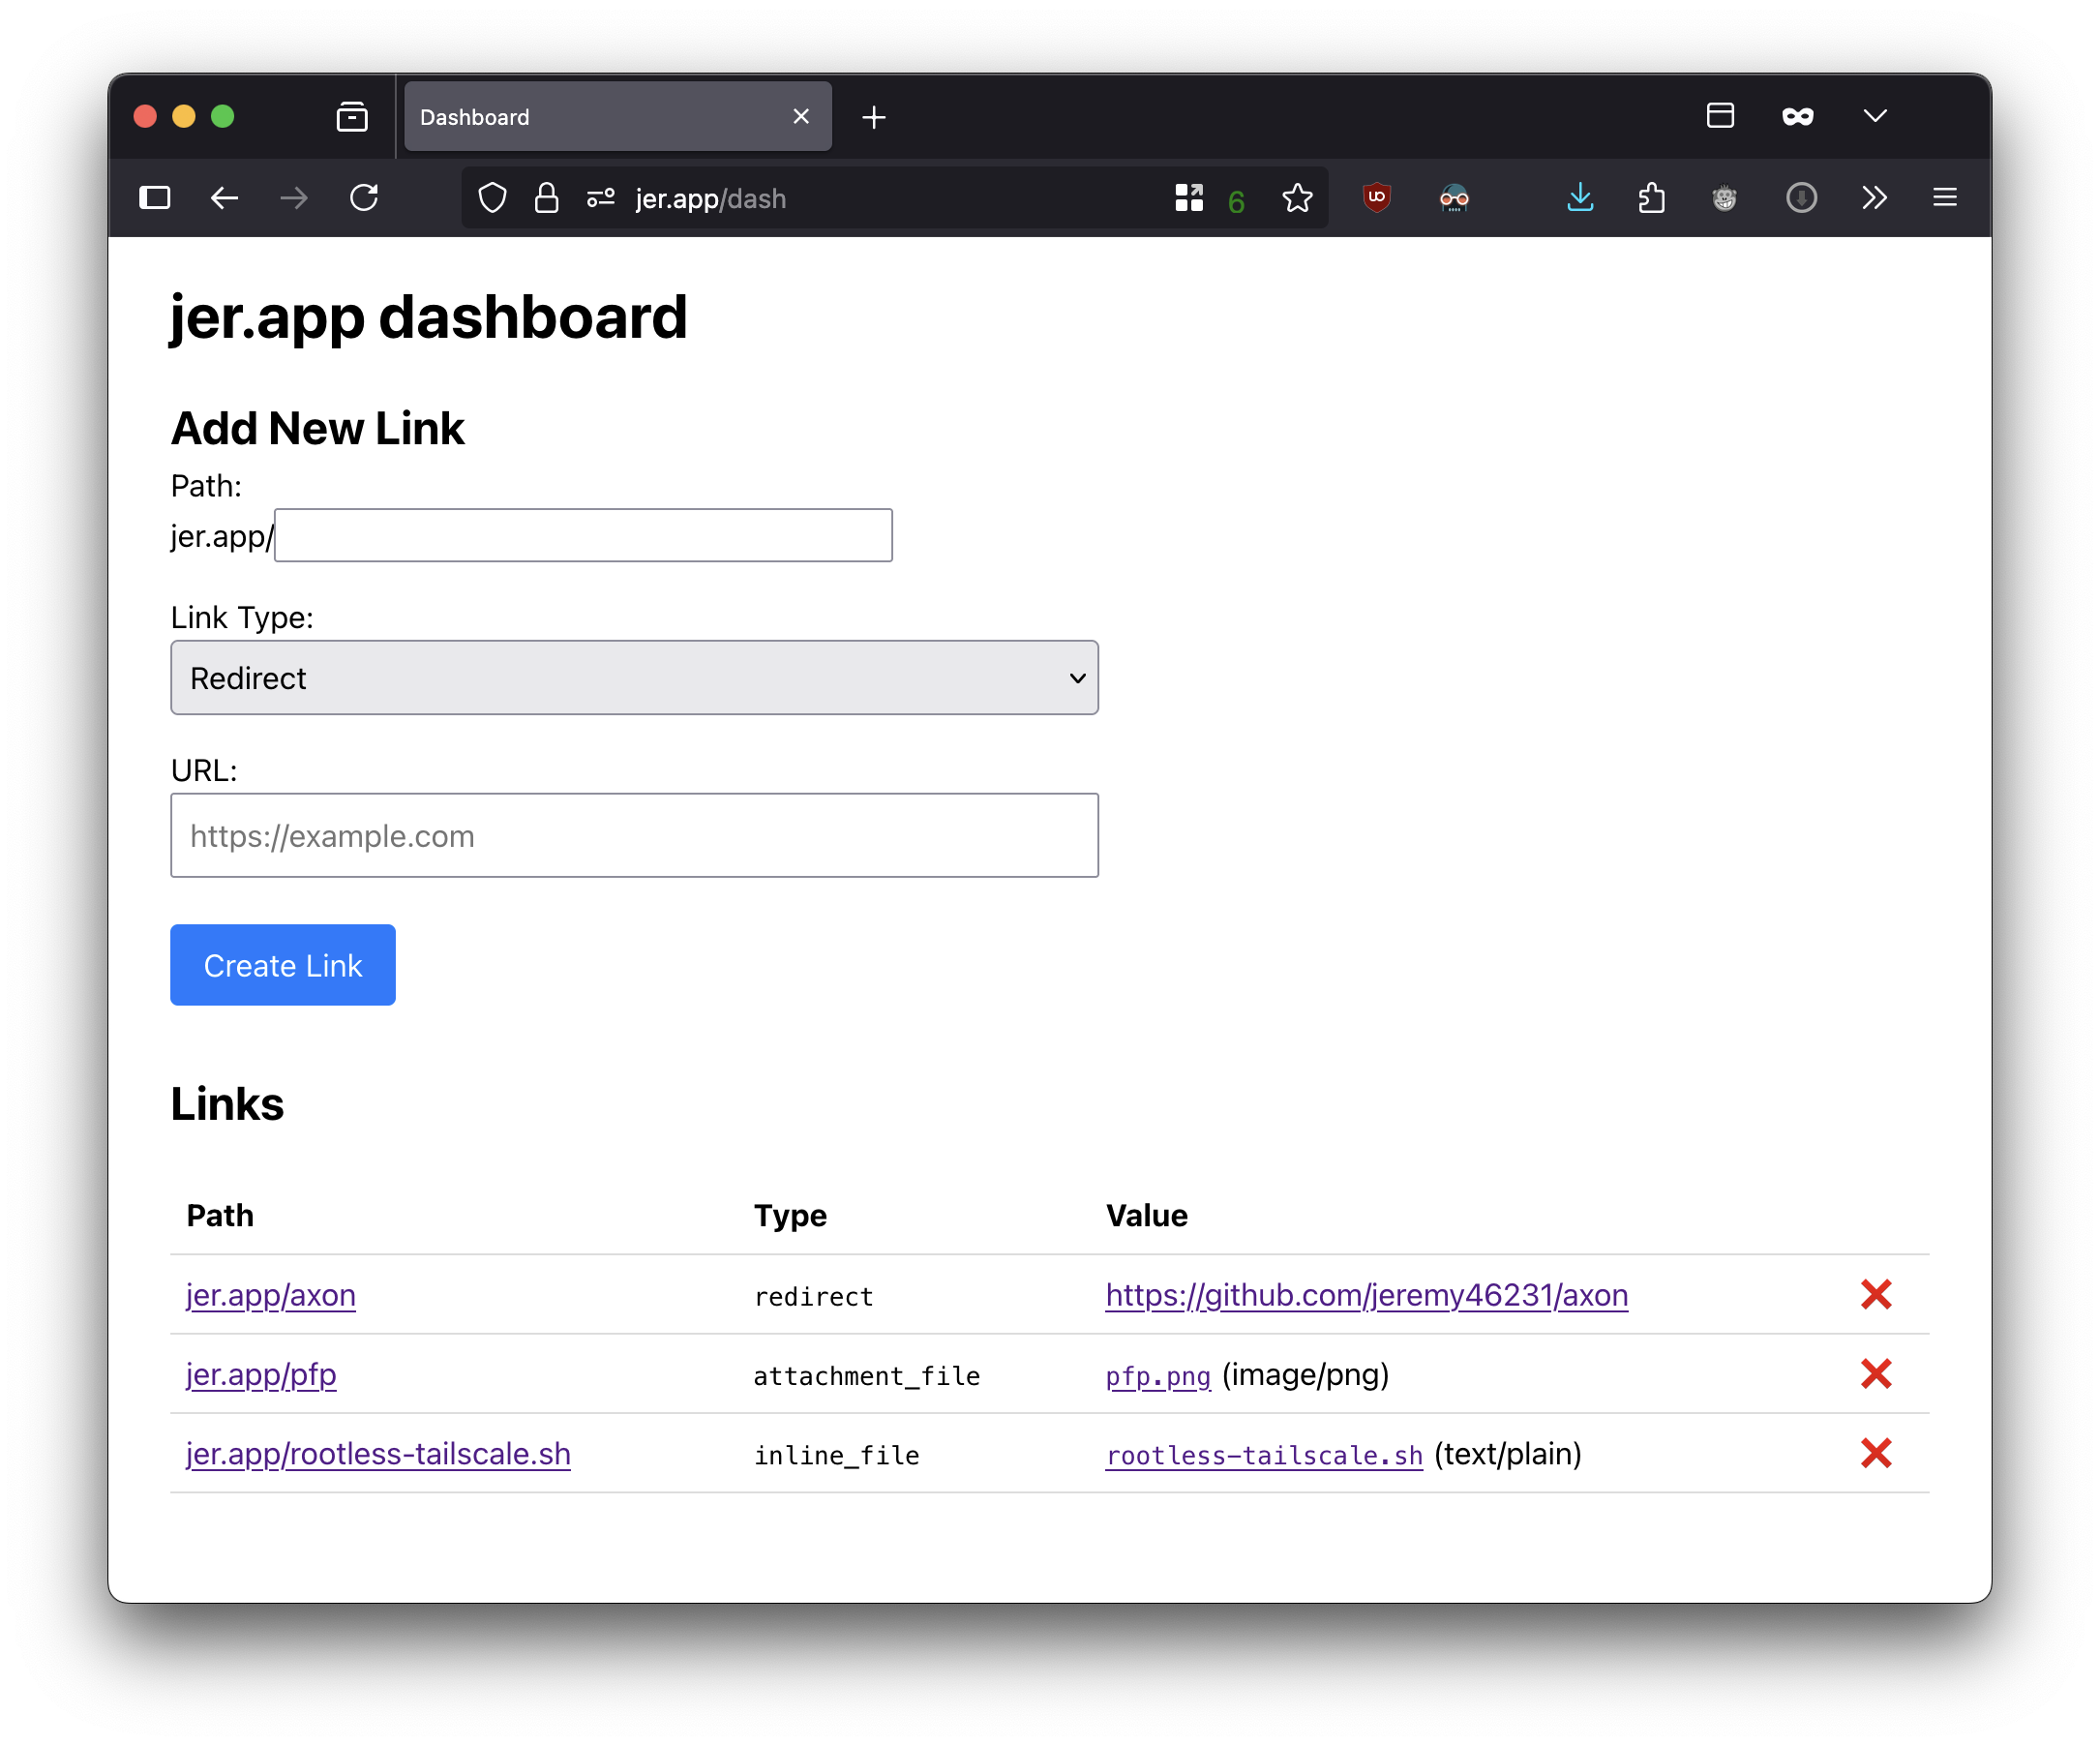 Dashboard
jer.app/dash
6
jer.app dashboard
Add New Link
Path:
jer.app/
Link Type:
Redirect
URL:
https://example.com
Create Link
Links
Path Type Value
jer.app/axon redirect https://github.com/jeremy46231/axon
jer.app/pfp attachment_file pfp.png (image/png)
jer.app/rootless-tailscale.sh inline_file rootless-tailscale.sh (text/plain)